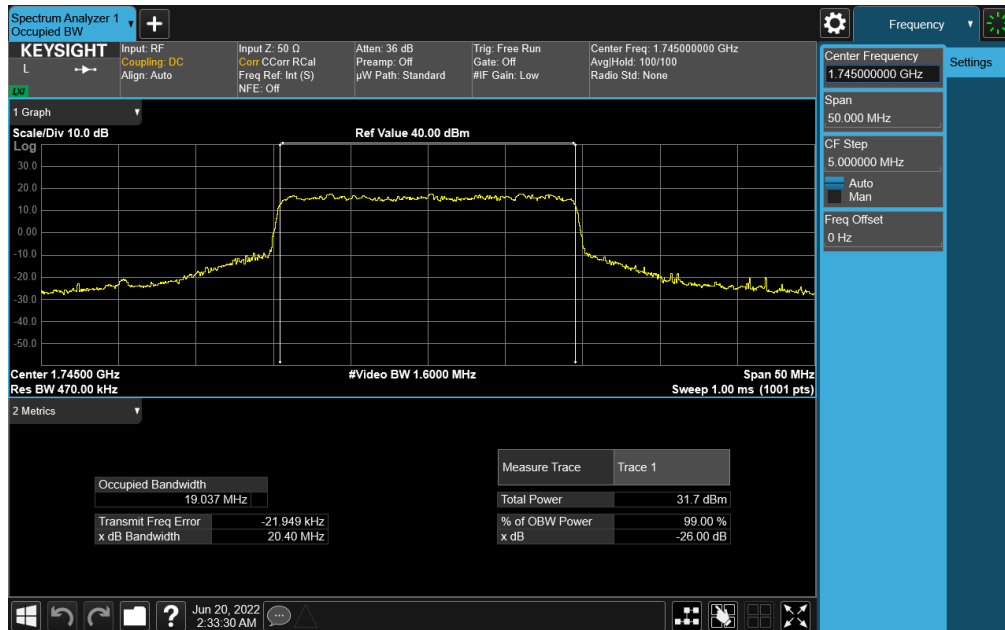 Spectrum Analyzer 1
Occupied BW
Frequency
KEYSIGHT
L
LXI
Input: RF
Coupling: DC
Align: Auto
Input Z: 50 Ω
Corr CCorr RCal
Freq Ref: Int (S)
NFE: Off
Atten: 36 dB
Preamp: Off
µW Path: Standard
Trig: Free Run
Gate: Off
#IF Gain: Low
Center Freq: 1.745000000 GHz
Avg|Hold: 100/100
Radio Std: None
Center Frequency
1.745000000 GHz
Settings
Span
50.000 MHz
CF Step
5.000000 MHz
Auto
Man
Freq Offset
0 Hz
1 Graph
Scale/Div 10.0 dB
Ref Value 40.00 dBm
Log
30.0
20.0
10.0
0.00
-10.0
-20.0
-30.0
-40.0
-50.0
Center 1.74500 GHz
#Video BW 1.6000 MHz
Span 50 MHz
Res BW 470.00 kHz
Sweep 1.00 ms (1001 pts)
2 Metrics
Occupied Bandwidth
19.037 MHz
Transmit Freq Error -21.949 kHz
x dB Bandwidth 20.40 MHz
Measure Trace Trace 1
Total Power 31.7 dBm
% of OBW Power 99.00 %
x dB -26.00 dB
Jun 20, 2022
2:33:30 AM